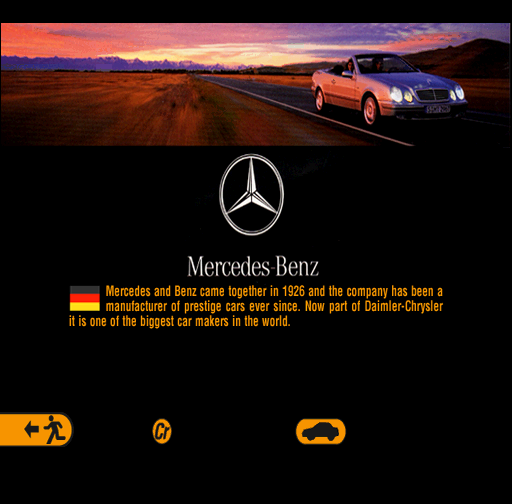 Mercedes-Benz
Mercedes and Benz came together in 1926 and the company has been a
manufacturer of prestige cars ever since. Now part of Daimler-Chrysler
it is one of the biggest car makers in the world.
Cr